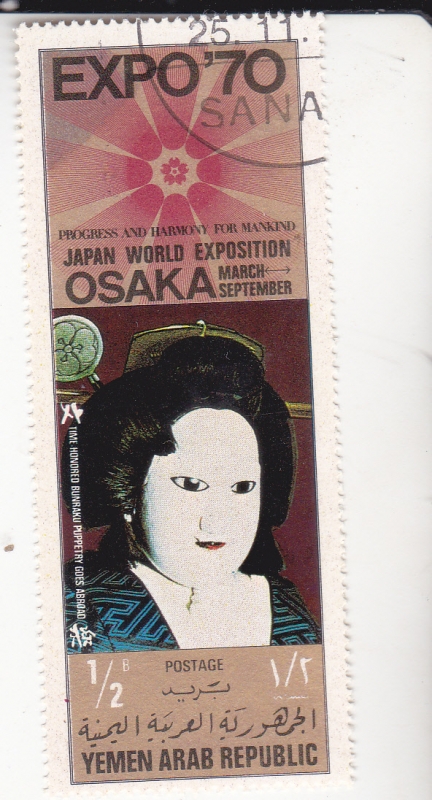 25.11.
EXPO'70
SANA
PROGRESS AND HARMONY FOR MANKIND
JAPAN WORLD EXPOSITION
OSAKA MARCH↔
SEPTEMBER
TIME HONORED BUNRAKU PUPPETRY GOES ABROAD
1/2 B POSTAGE ١/٢
بريد
الجمهورية العربية اليمنية
YEMEN ARAB REPUBLIC